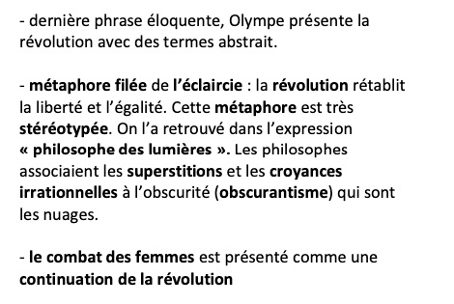 - dernière phrase éloquente, Olympe présente la
révolution avec des termes abstrait.
- métaphore filée de l’éclaircie : la révolution rétablit
la liberté et l’égalité. Cette métaphore est très
stéréotypée. On l’a retrouvé dans l’expression
« philosophe des lumières ». Les philosophes
associaient les superstitions et les croyances
irrationnelles à l’obscurité (obscurantisme) qui sont
les nuages.
- le combat des femmes est présenté comme une
continuation de la révolution